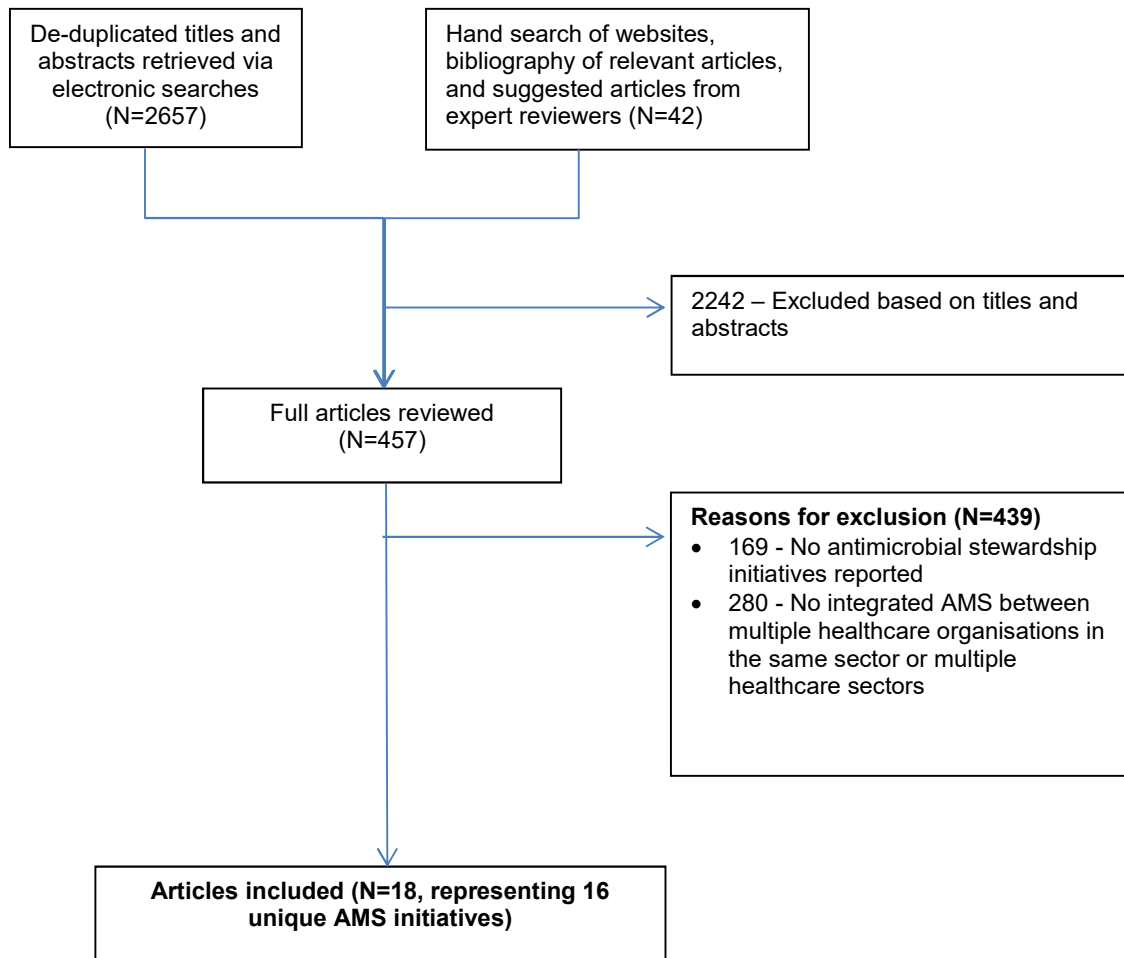 De-duplicated titles and
abstracts retrieved via
electronic searches
(N=2657)
Hand search of websites,
bibliography of relevant articles,
and suggested articles from
expert reviewers (N=42)
2242 – Excluded based on titles and
abstracts
Full articles reviewed
(N=457)
Reasons for exclusion (N=439)
• 169 - No antimicrobial stewardship
initiatives reported
• 280 - No integrated AMS between
multiple healthcare organisations in
the same sector or multiple
healthcare sectors
Articles included (N=18, representing 16
unique AMS initiatives)